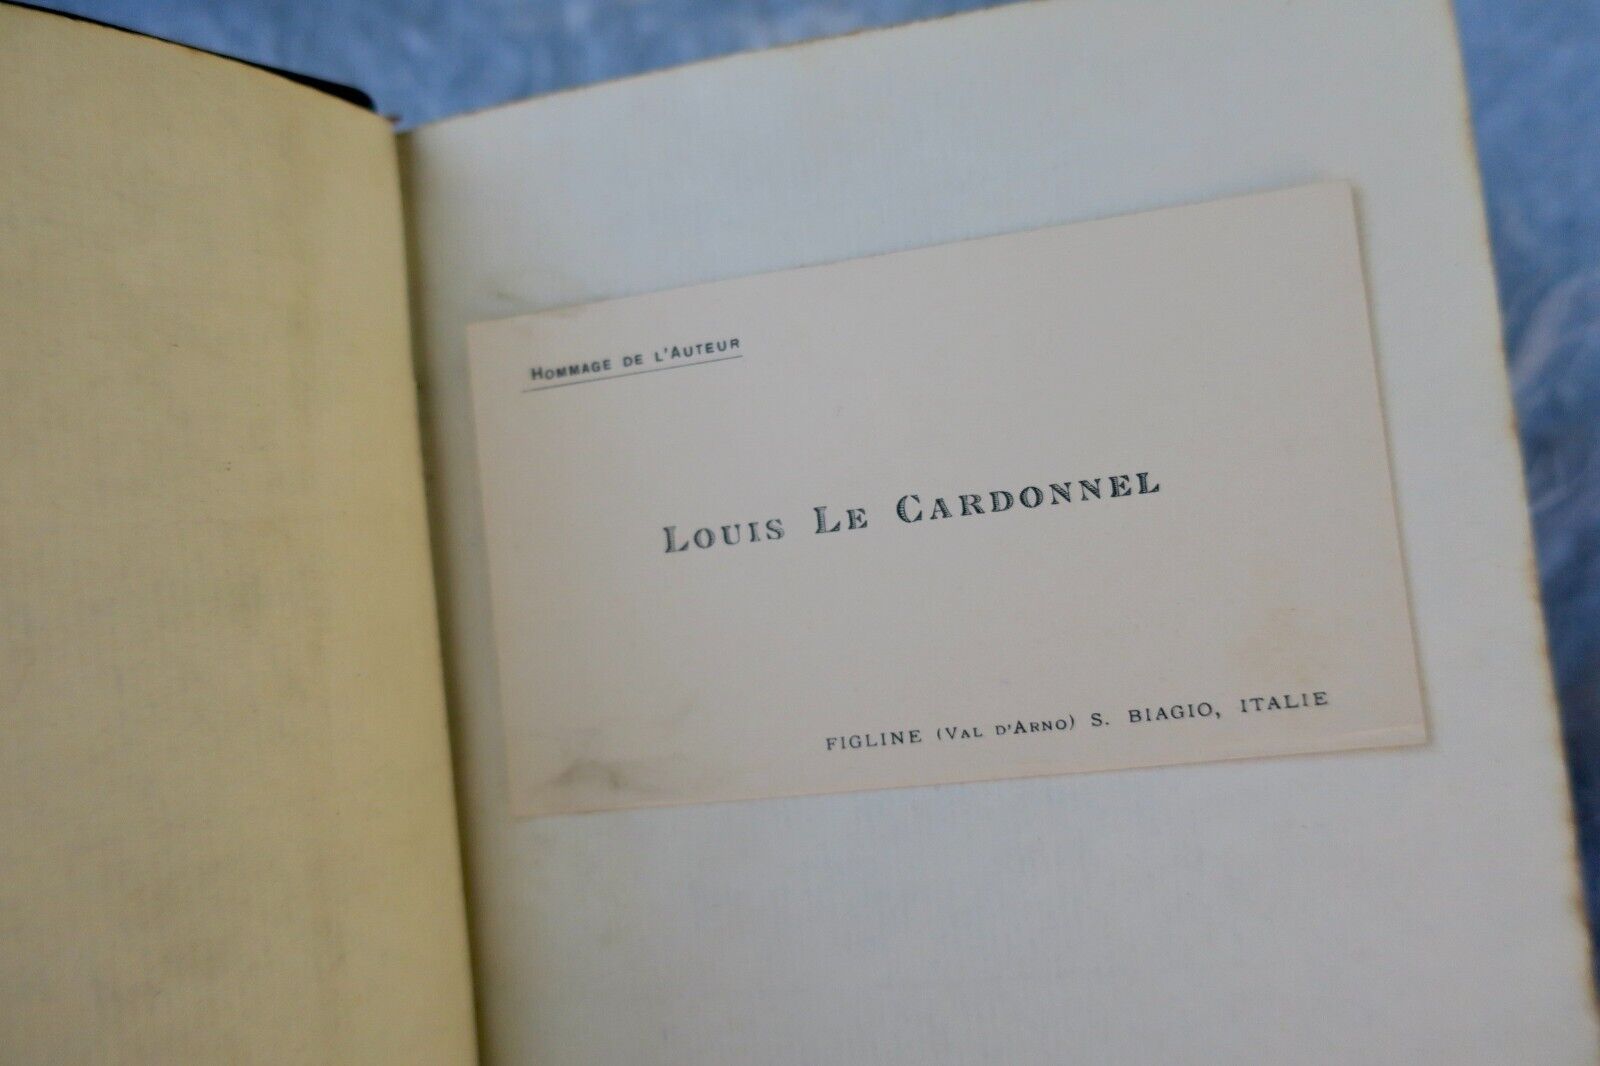 Hommage de l'Auteur
Louis Le Cardonnel
FIGLINE (Val d'Arno) S. BIAGIO, ITALIE